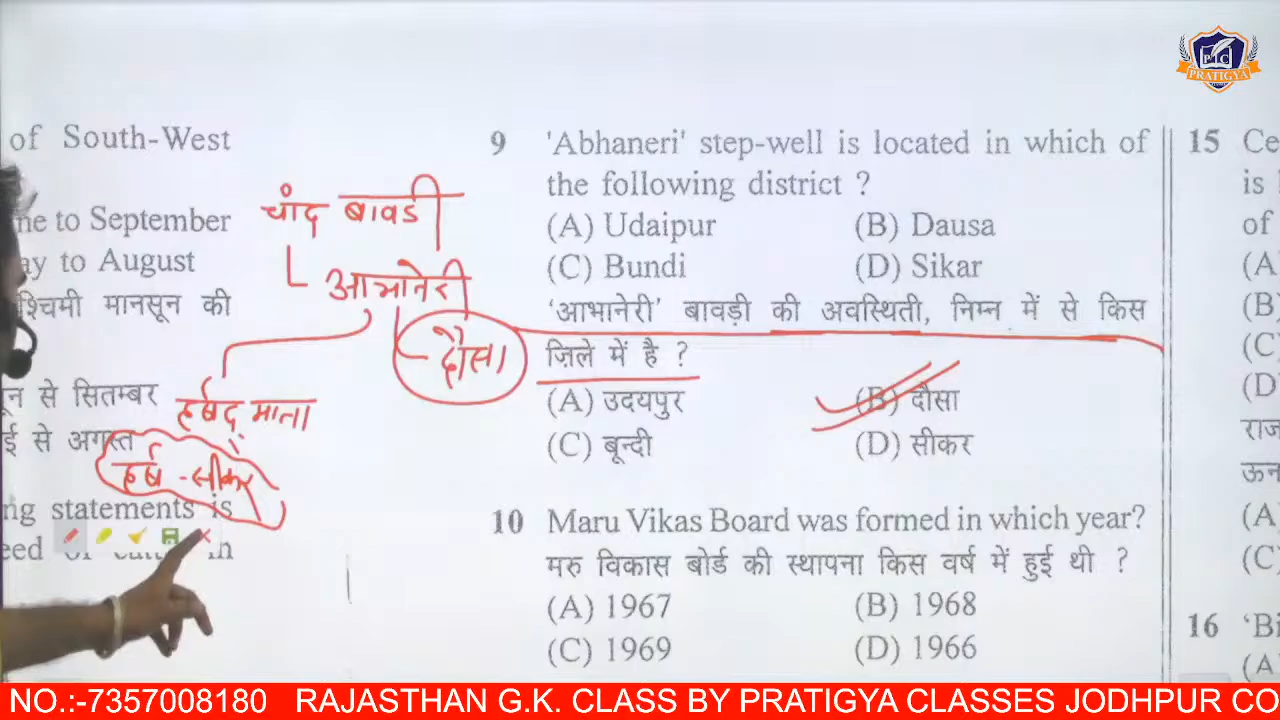 of South-West
ne to September
ay to August
श्चिमी मानसून की
न से सितम्बर
ई से अगस्त
ng statements is
eed of in
चांद बावडी
आभानेरी
दौसा
हर्षद् माता
हर्ष - सीकर
9 'Abhaneri' step-well is located in which of
the following district ?
(A) Udaipur (B) Dausa
(C) Bundi (D) Sikar
'आभानेरी' बावड़ी की अवस्थिती, निम्न में से किस
ज़िले में है ?
(A) उदयपुर (B) दौसा
(C) बून्दी (D) सीकर
10 Maru Vikas Board was formed in which year?
मरु विकास बोर्ड की स्थापना किस वर्ष में हुई थी ?
(A) 1967 (B) 1968
(C) 1969 (D) 1966
15 Ce
is
of
(A
(B
(C
(D
राज
ऊन
(A
(C
16 'Bi
(A
PIC
PRATIGYA
NO.:-7357008180 RAJASTHAN G.K. CLASS BY PRATIGYA CLASSES JODHPUR CO